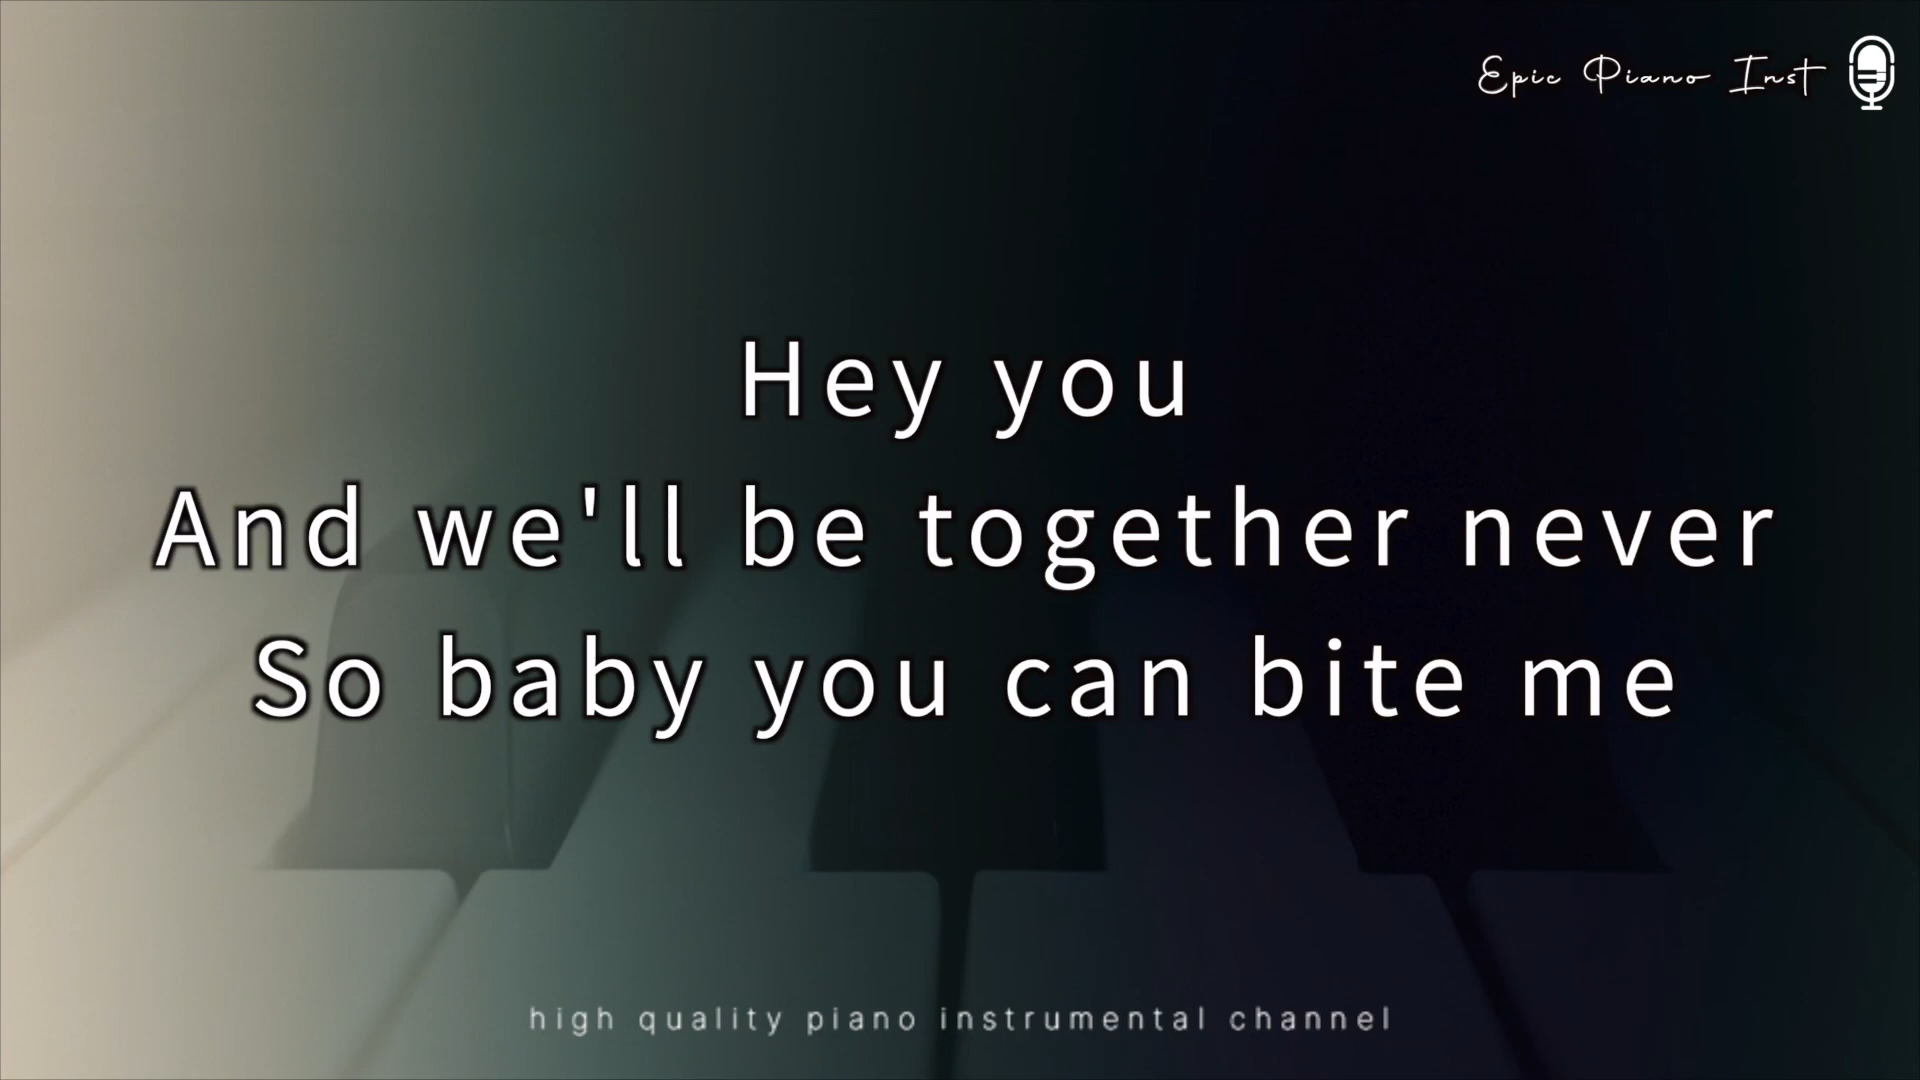 Epic Piano Inst
Hey you
And we'll be together never
So baby you can bite me
high quality piano instrumental channel